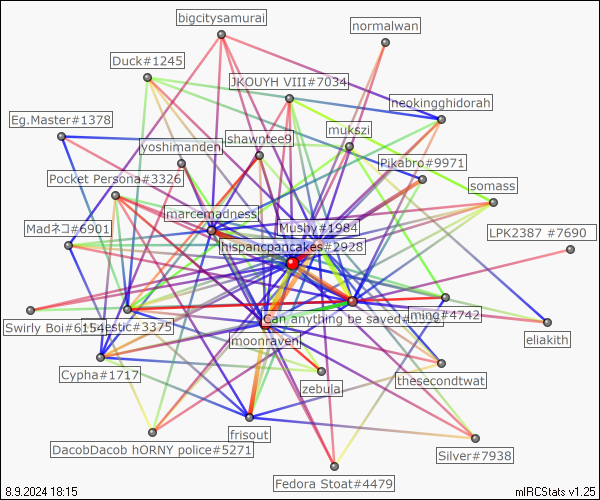 bigcitysamurai
normalwan
Duck#1245
JKOUYH VIII#7034
neokingghidorah
Eg.Master#1378
mukszi
shawntee9
yoshimanden
Pikabro#9971
Pocket Persona#3326
somass
marcemadness
Madネコ#6901
Mushy#1984
LPK2387 #7690
hispancpancakes#2928
Swirly Boi#6154
estic#3375
Can anything be saved#
ming#4742
eliakith
moonraven
Cypha#1717
thesecondtwat
zebula
frisout
DacobDacob hORNY police#5271
Silver#7938
Fedora Stoat#4479
8.9.2024 18:15
mIRCStats v1.25